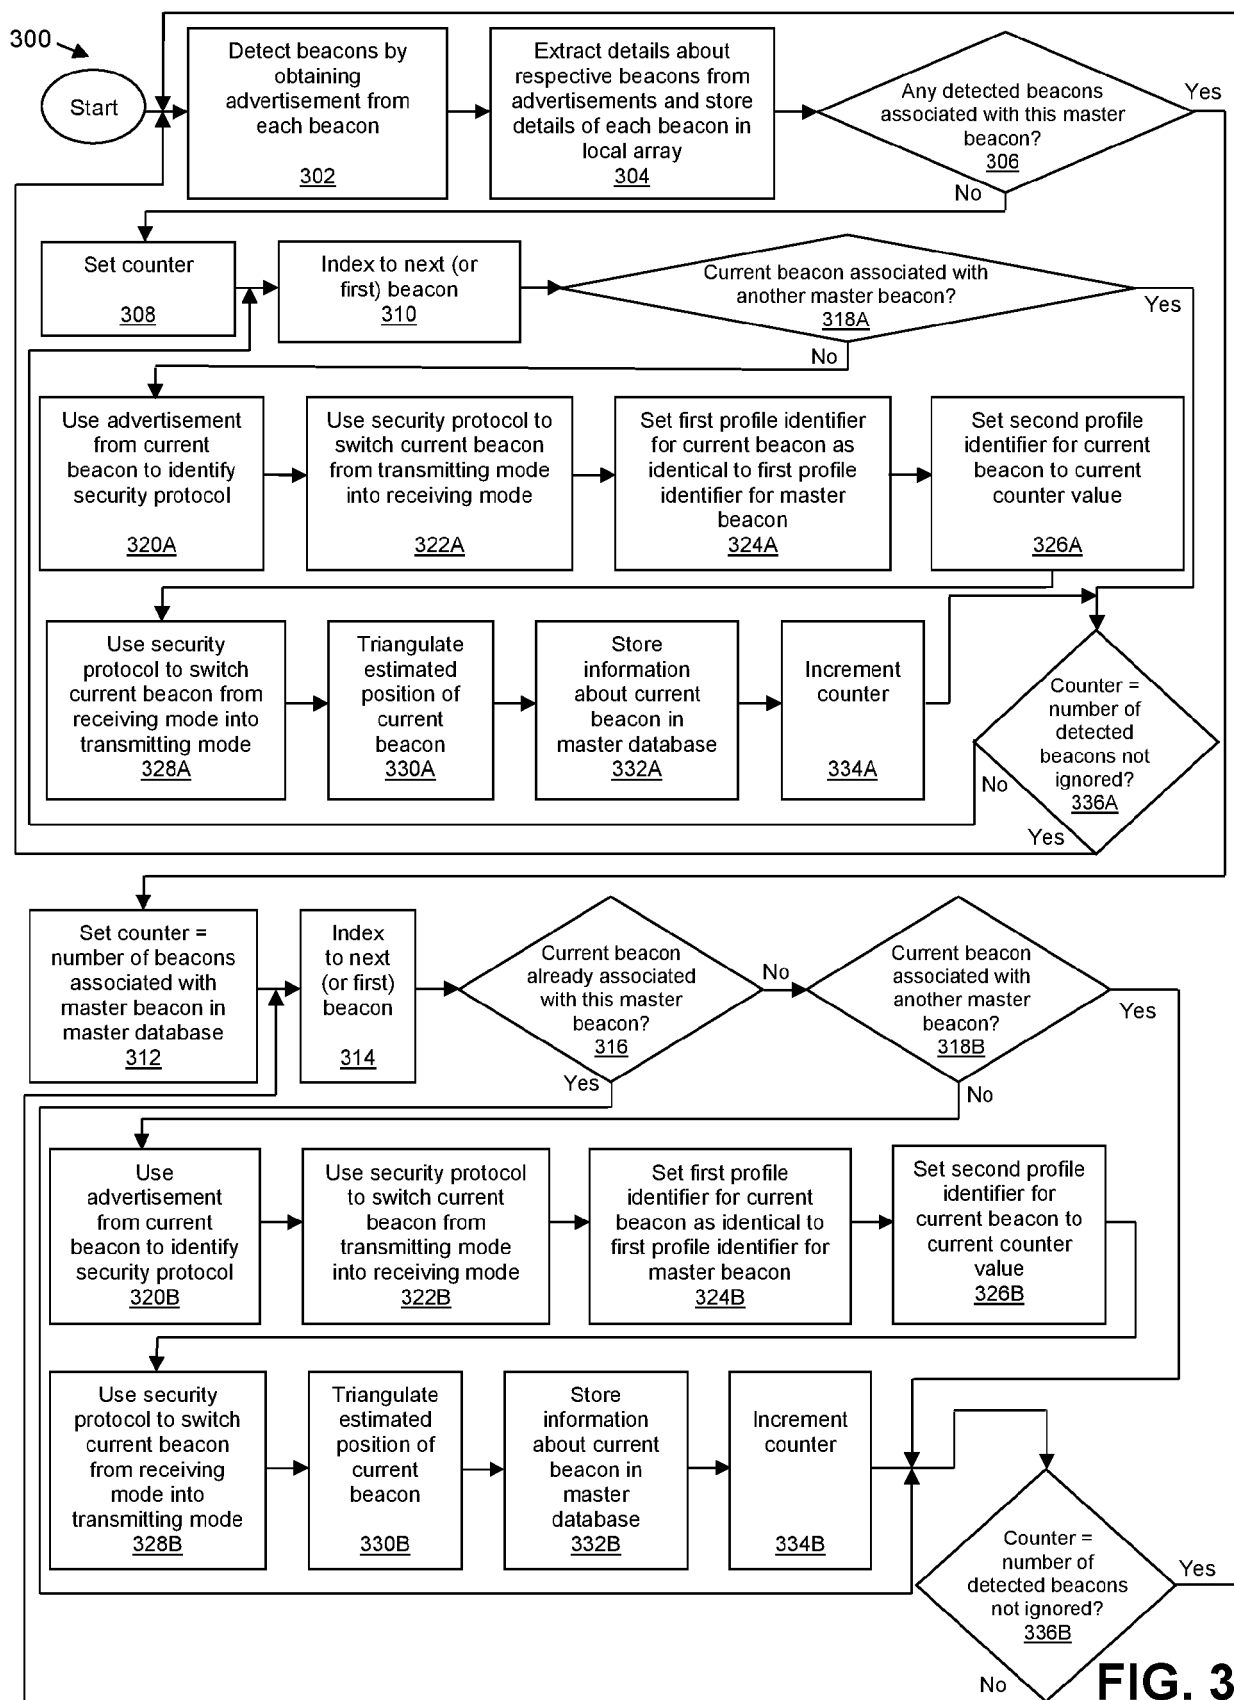 300
Start
Detect beacons by
obtaining
advertisement from
each beacon
302
Extract details about
respective beacons from
advertisements and store
details of each beacon in
local array
304
Any detected beacons
associated with this master
beacon?
306
Yes
No
Set counter
308
Index to next (or
first) beacon
310
Current beacon associated with
another master beacon?
318A
Yes
No
Use advertisement
from current
beacon to identify
security protocol
320A
Use security protocol to
switch current beacon
from transmitting mode
into receiving mode
322A
Set first profile identifier
for current beacon as
identical to first profile
identifier for master
beacon
324A
Set second profile
identifier for current
beacon to current
counter value
326A
Use security
protocol to switch
current beacon from
receiving mode into
transmitting mode
328A
Triangulate
estimated
position of
current
beacon
330A
Store
information
about current
beacon in
master database
332A
Increment
counter
334A
Counter =
number of
detected
beacons not
ignored?
336A
No
Yes
Set counter =
number of beacons
associated with
master beacon in
master database
312
Index
to next
(or first)
beacon
314
Current beacon
already associated
with this master
beacon?
316
No
Yes
Current beacon
associated with
another master
beacon?
318B
Yes
No
Use
advertisement
from current
beacon to identify
security protocol
320B
Use security protocol
to switch current
beacon from
transmitting mode
into receiving mode
322B
Set first profile
identifier for current
beacon as identical to
first profile identifier for
master beacon
324B
Set second profile
identifier for
current beacon to
current counter
value
326B
Use security
protocol to switch
current beacon
from receiving
mode into
transmitting mode
328B
Triangulate
estimated
position of
current
beacon
330B
Store
information
about current
beacon in
master
database
332B
Increment
counter
334B
Counter =
number of
detected beacons
not ignored?
336B
Yes
No
FIG. 3